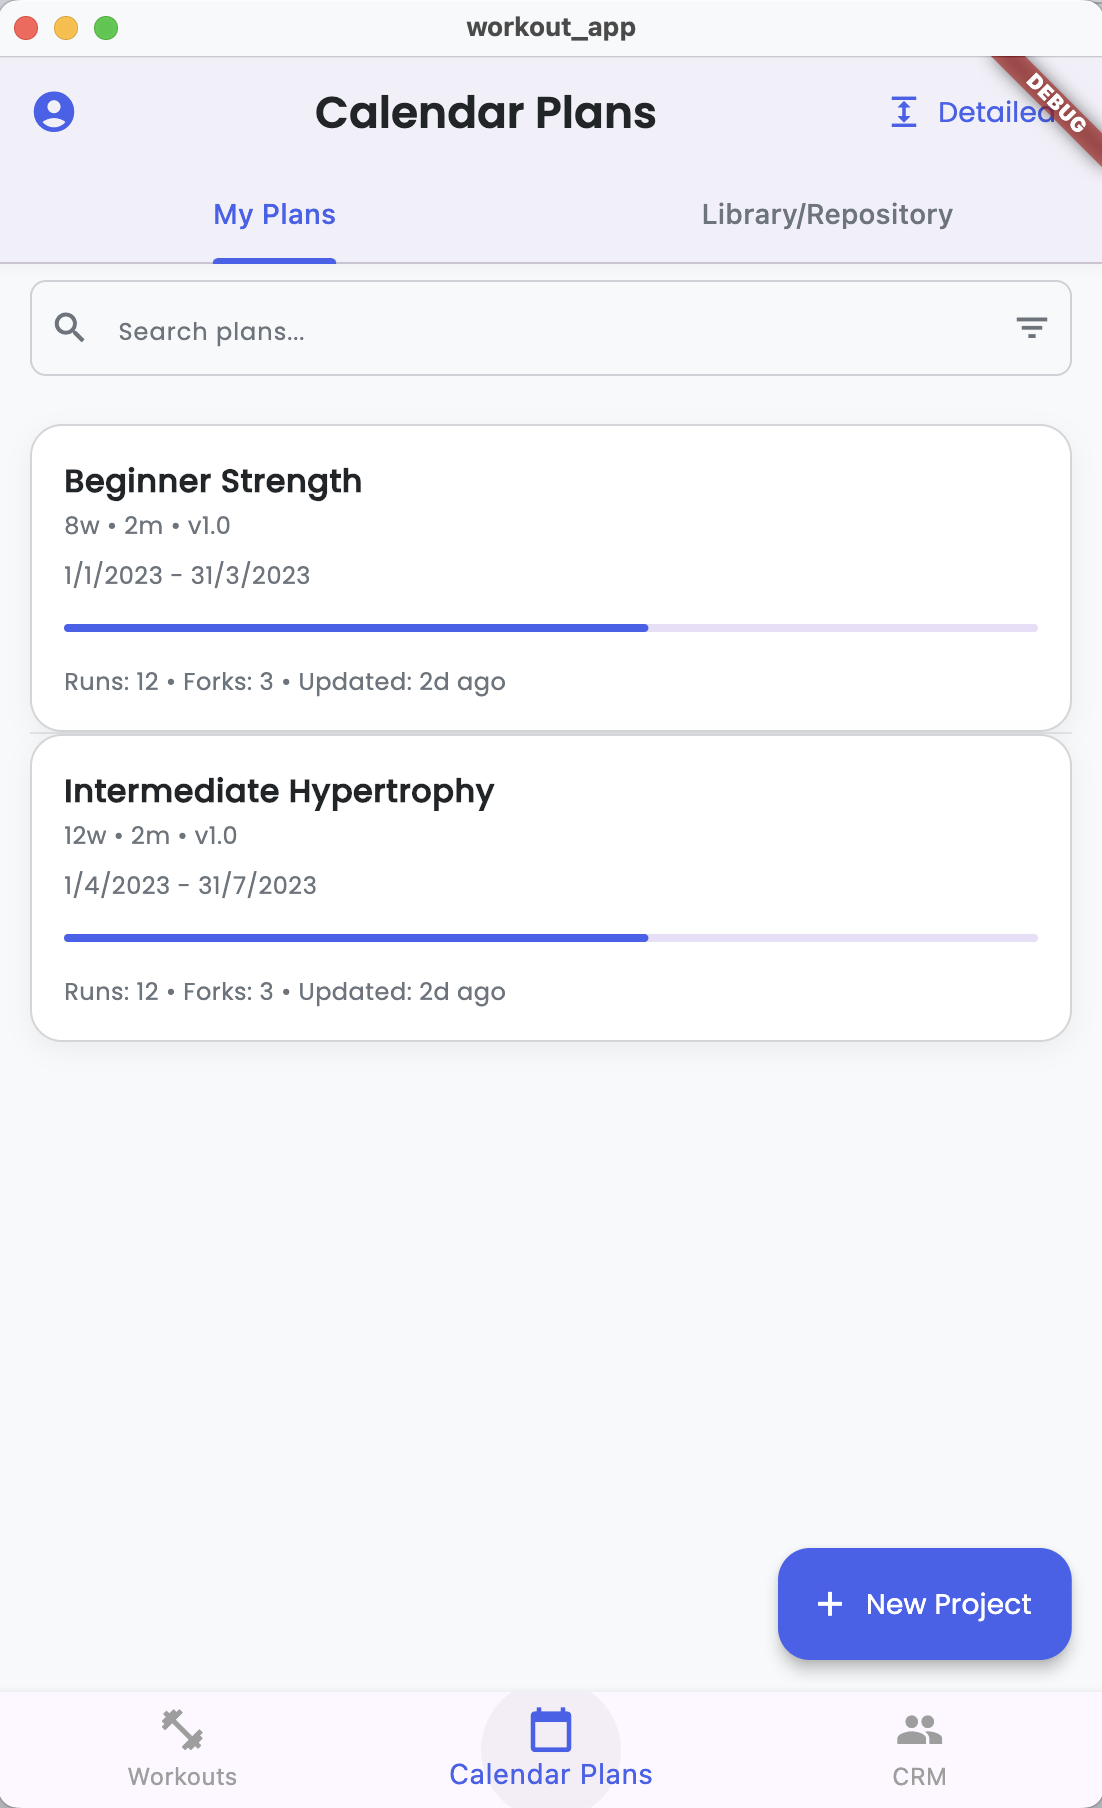 workout_app
DEBUG
Calendar Plans
Detailed
My Plans
Library/Repository
Search plans...
Beginner Strength
8w • 2m • v1.0
1/1/2023 - 31/3/2023
Runs: 12 • Forks: 3 • Updated: 2d ago
Intermediate Hypertrophy
12w • 2m • v1.0
1/4/2023 - 31/7/2023
Runs: 12 • Forks: 3 • Updated: 2d ago
+ New Project
Workouts
Calendar Plans
CRM